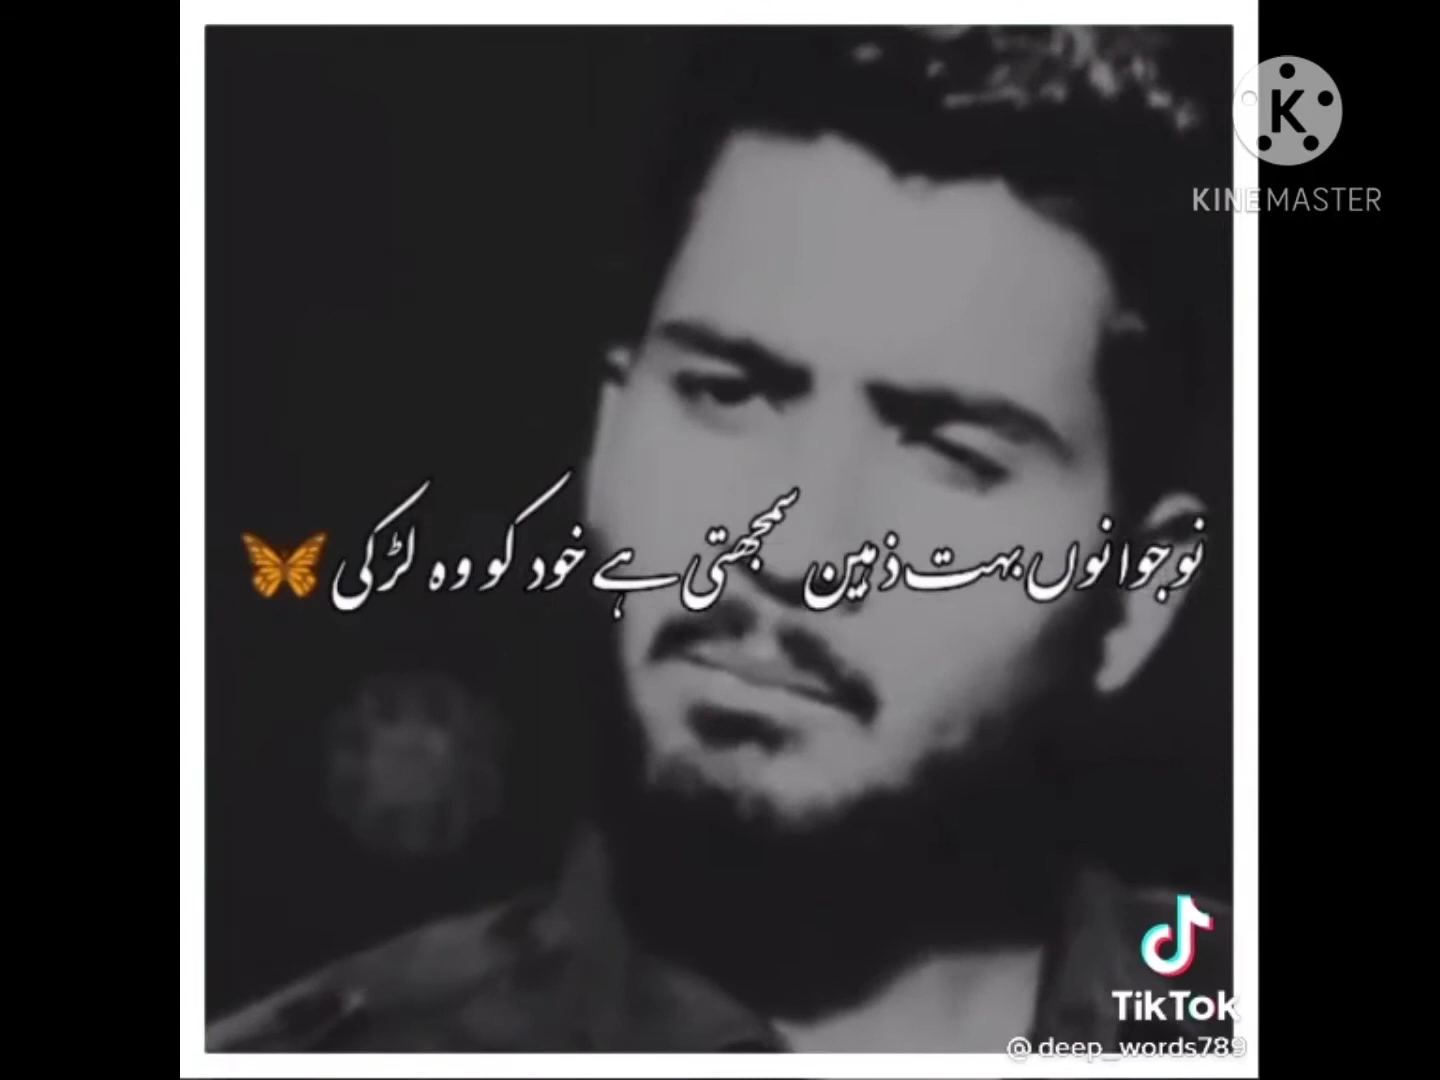 KINEMASTER
نوجوانوں بہت ذہین سمجھتی ہے خود کو وہ لڑکی
TikTok
@deep_words789